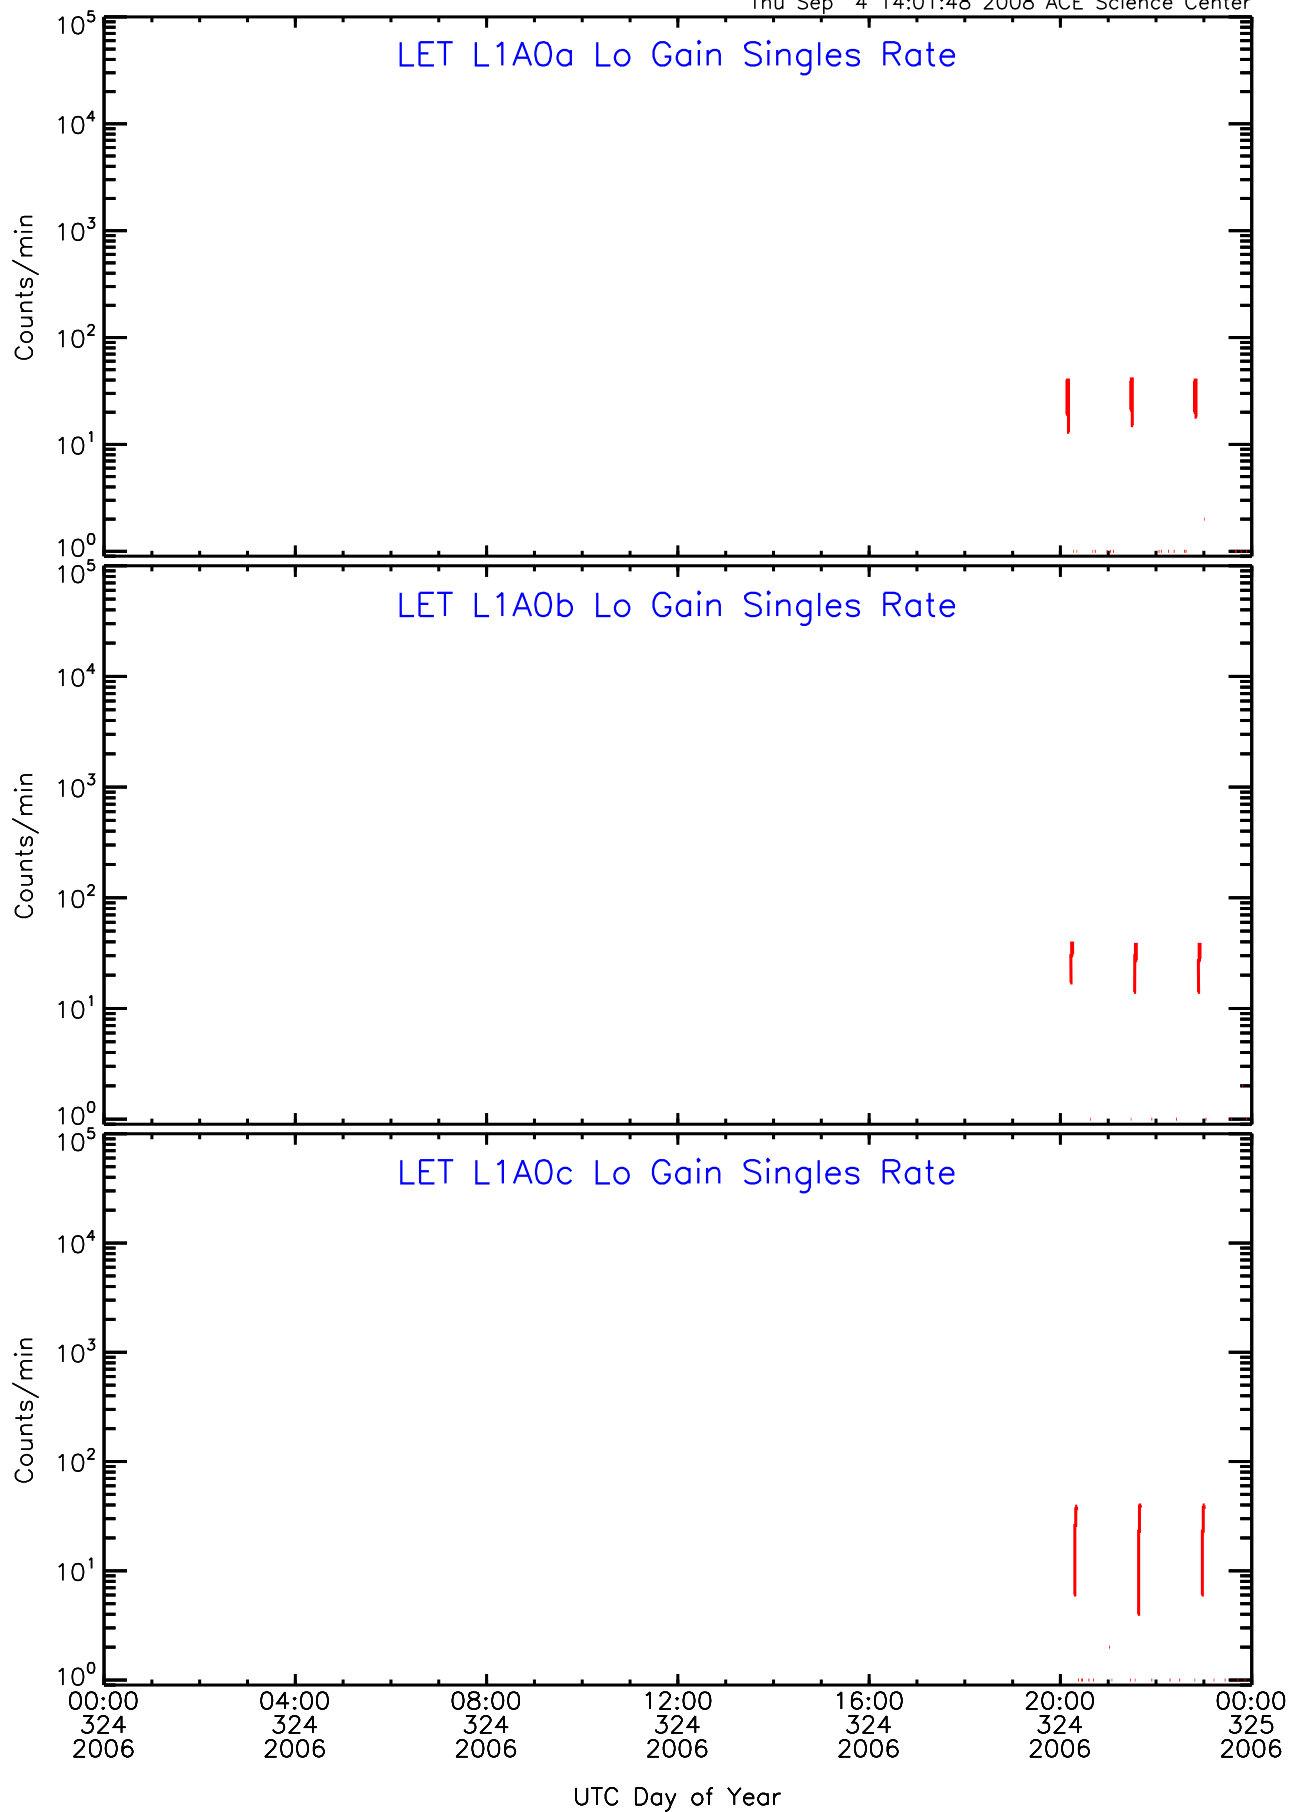 Thu Sep 4 14:01:48 2008 ACE Science Center
LET L1A0a Lo Gain Singles Rate
10^5
10^4
10^3
10^2
10^1
10^0
Counts/min
LET L1A0b Lo Gain Singles Rate
10^5
10^4
10^3
10^2
10^1
10^0
Counts/min
LET L1A0c Lo Gain Singles Rate
10^5
10^4
10^3
10^2
10^1
10^0
Counts/min
00:00 04:00 08:00 12:00 16:00 20:00 00:00
324 324 324 324 324 324 325
2006 2006 2006 2006 2006 2006 2006
UTC Day of Year